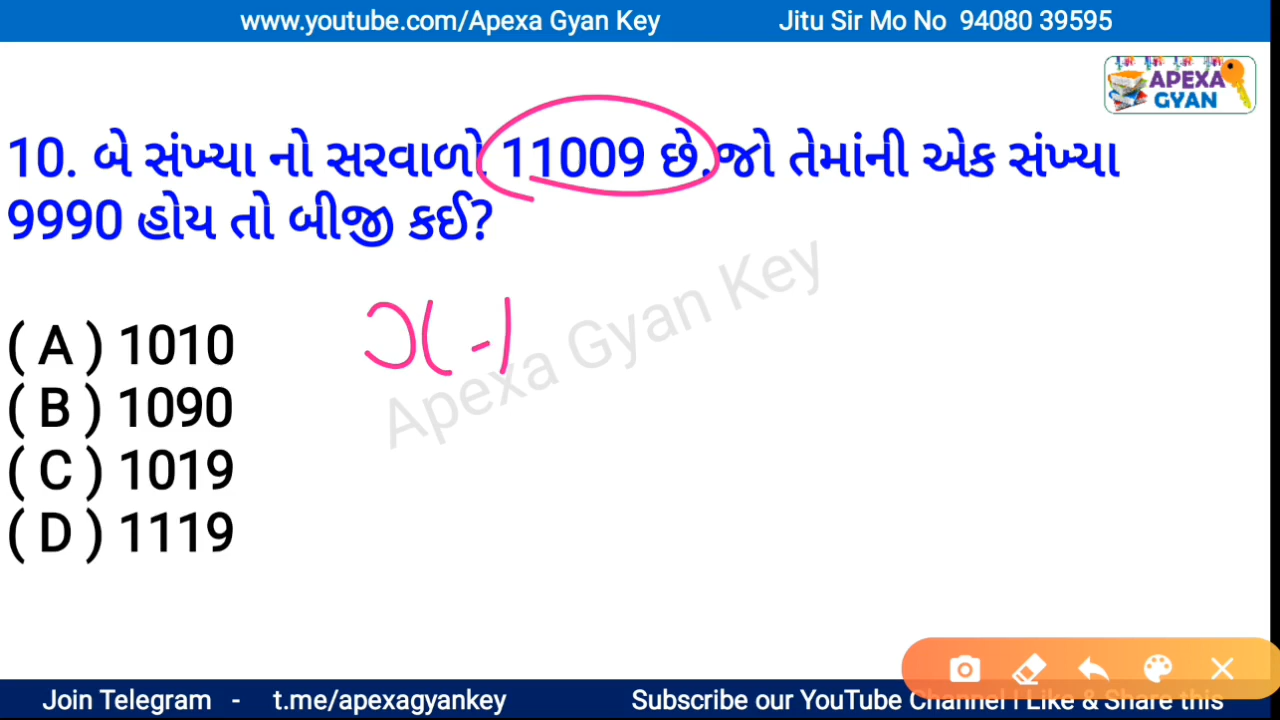 www.youtube.com/Apexa Gyan Key Jitu Sir Mo No 94080 39595
APEXA
GYAN
10. બે સંખ્યા નો સરવાળો 11009 છે.જો તેમાંની એક સંખ્યા
9990 હોય તો બીજી કઈ?
x -
( A ) 1010
( B ) 1090
( C ) 1019
( D ) 1119
Apexa Gyan Key
Join Telegram - t.me/apexagyankey Subscribe our YouTube Channel | Like & Share this